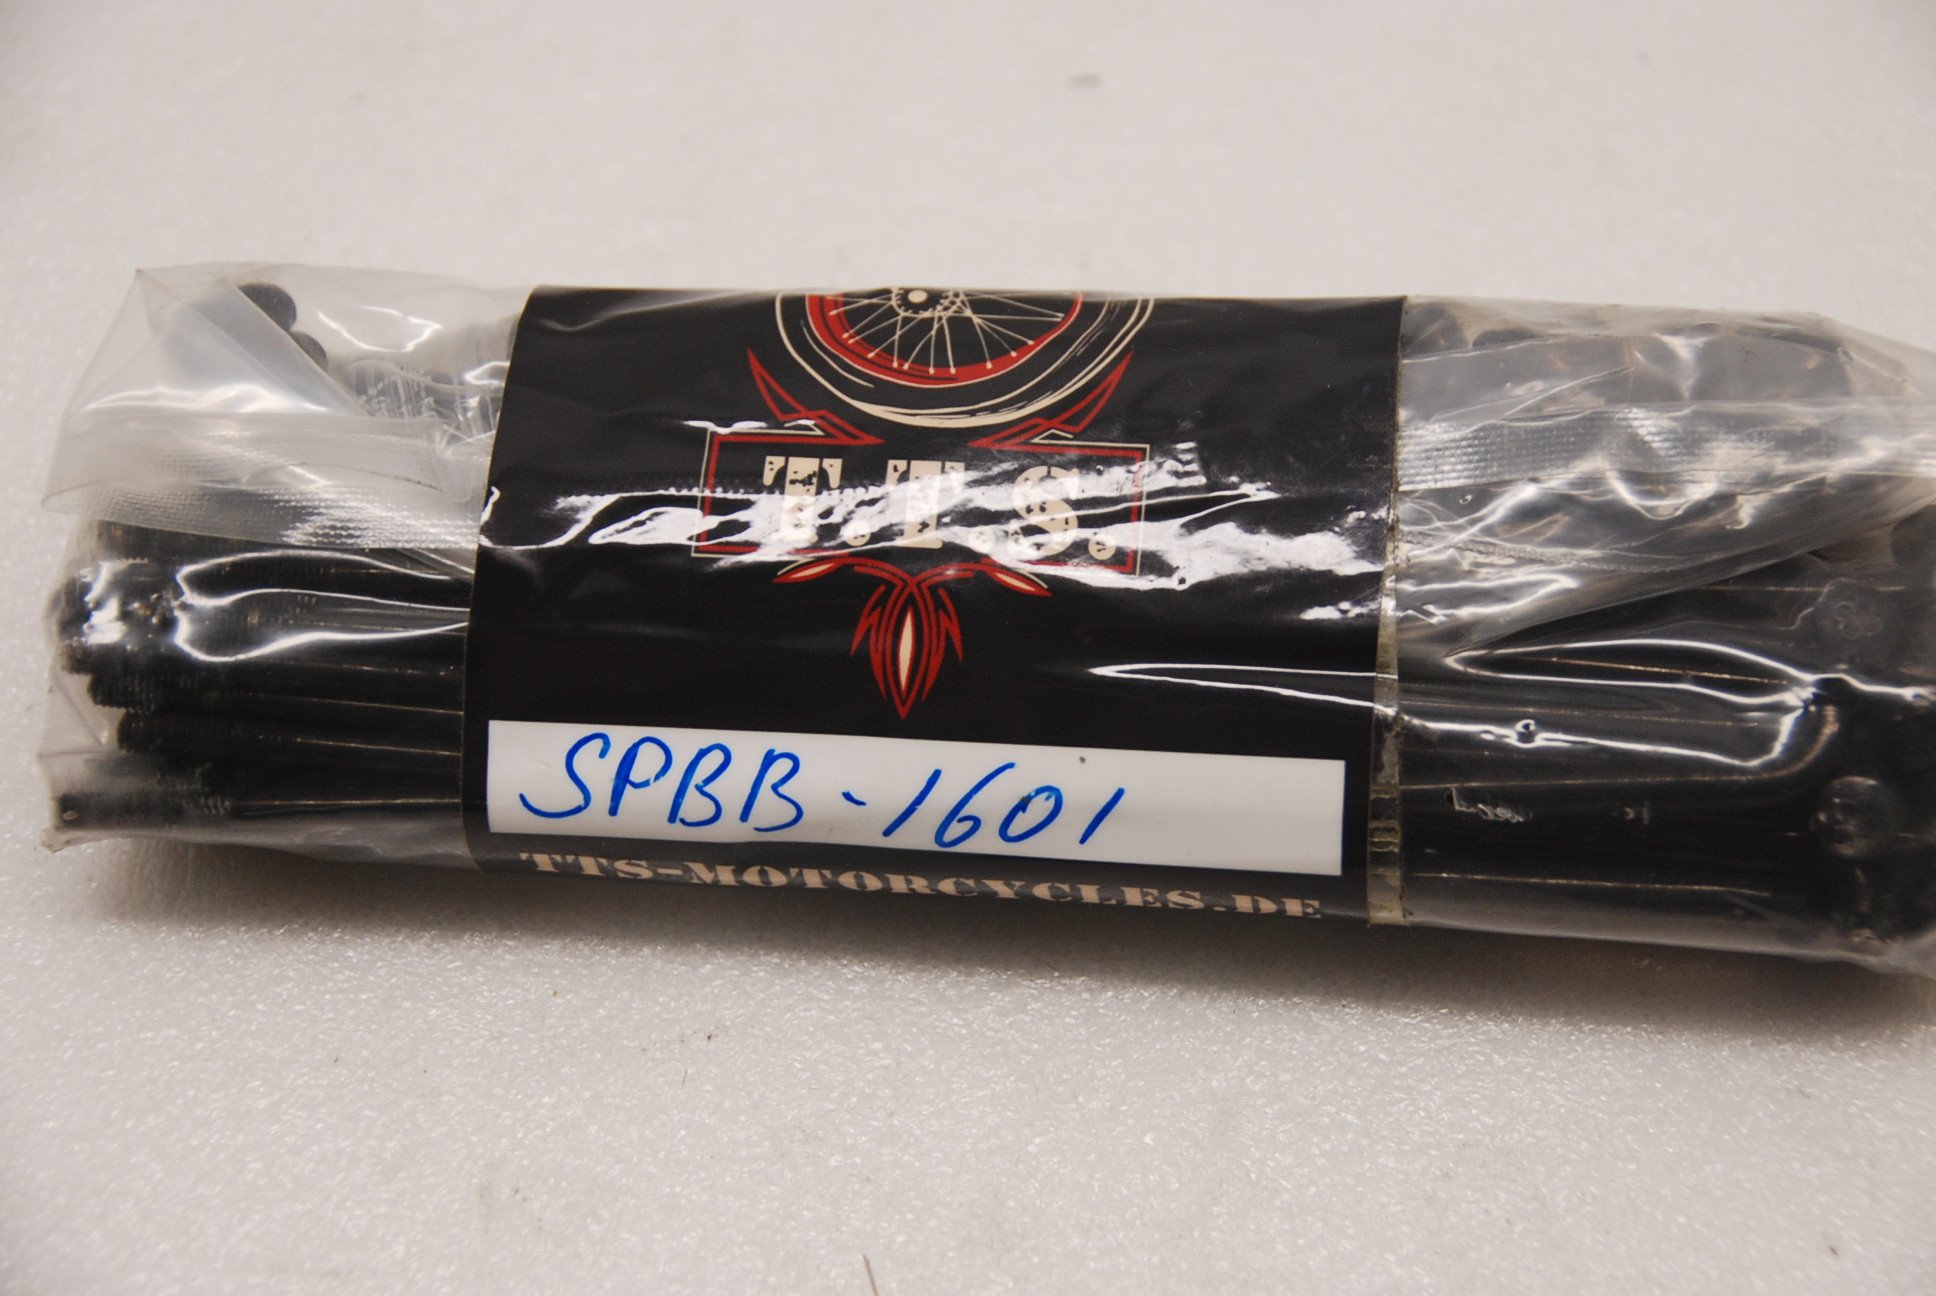 T.T.S.
SPBB-1601
TTS-MOTORCYCLES.DE